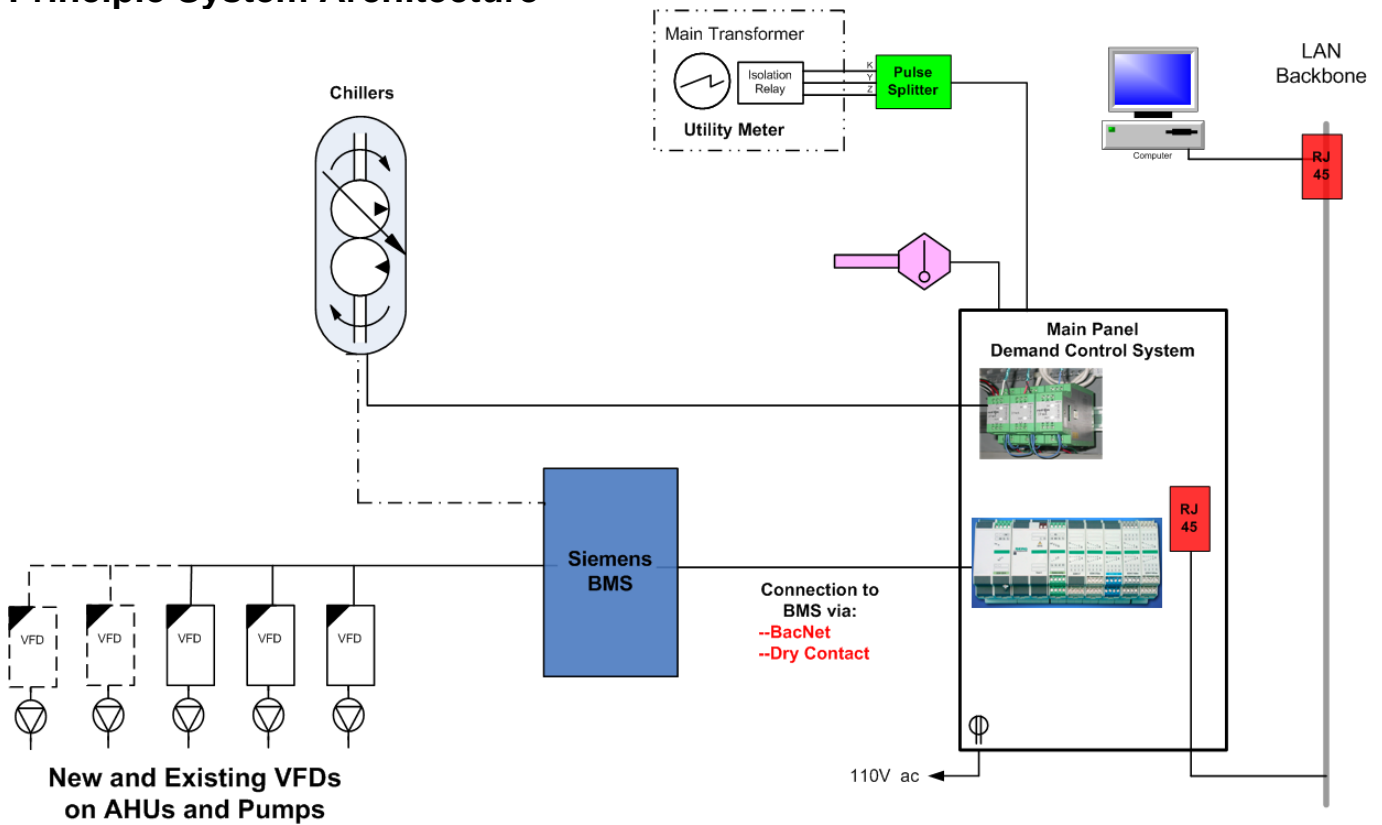 Principle System Architecture
Main Transformer
Isolation
Relay
K
Y
Z
Pulse
Splitter
Utility Meter
LAN
Backbone
Computer
RJ
45
Chillers
Main Panel
Demand Control System
RJ
45
Siemens
BMS
Connection to
BMS via:
--BacNet
--Dry Contact
VFD
VFD
VFD
VFD
VFD
110V ac
New and Existing VFDs
on AHUs and Pumps